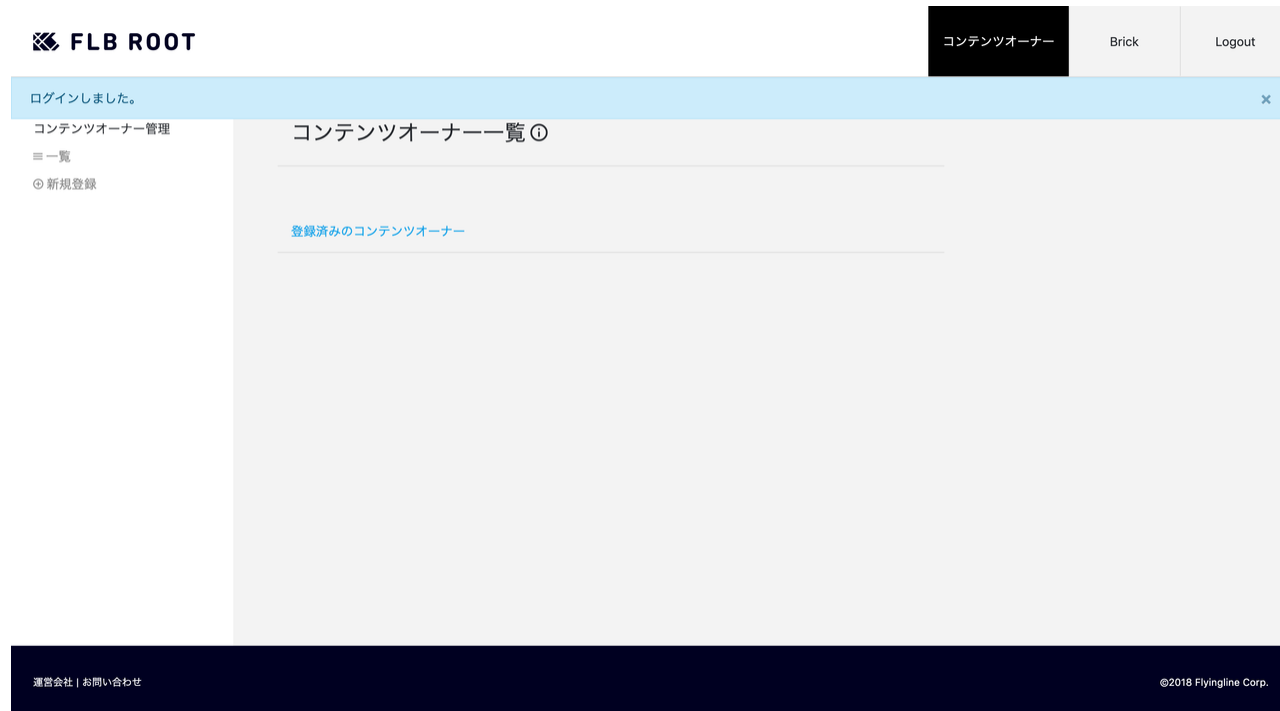 FLB ROOT
コンテンツオーナー
Brick
Logout
ログインしました。
×
コンテンツオーナー管理
一覧
新規登録
コンテンツオーナー一覧
登録済みのコンテンツオーナー
運営会社 | お問い合わせ
©2018 Flyingline Corp.